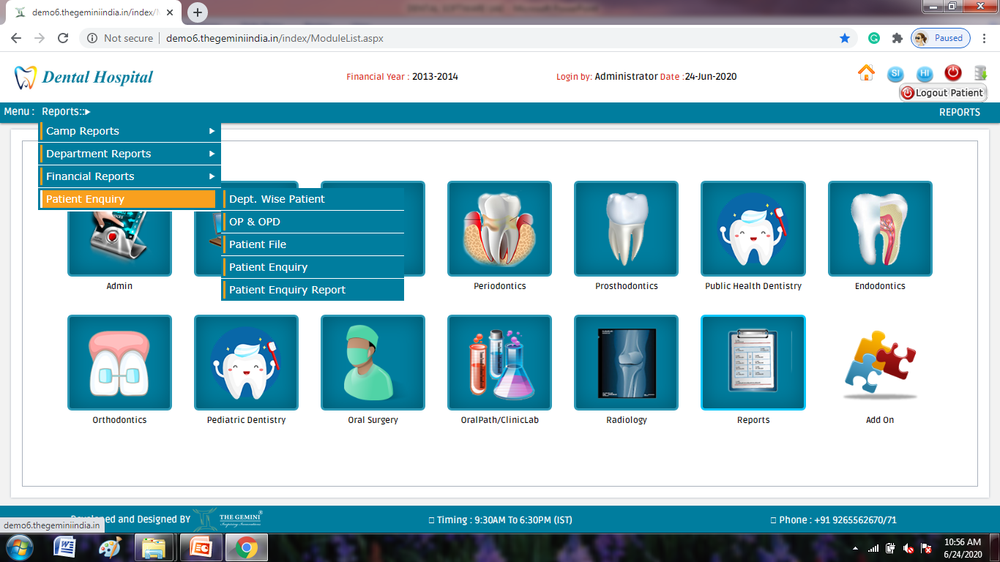 demo6.thegeminiindia.in/index/M
Not secure
demo6.thegeminiindia.in/index/ModuleList.aspx
Paused
Dental Hospital
Financial Year : 2013-2014
Login by: Administrator Date :24-Jun-2020
SI
HI
Logout Patient
Menu :
Reports::
REPORTS
Camp Reports
Department Reports
Financial Reports
Patient Enquiry
Dept. Wise Patient
OP & OPD
Patient File
Patient Enquiry
Patient Enquiry Report
Admin
Periodontics
Prosthodontics
Public Health Dentistry
Endodontics
Orthodontics
Pediatric Dentistry
Oral Surgery
OralPath/ClinicLab
Radiology
Reports
Add On
and Designed BY
THE GEMINI
Inspiring Innovations
Timing : 9:30AM To 6:30PM (IST)
Phone : +91 9265562670/71
demo6.thegeminiindia.in
10:56 AM
6/24/2020